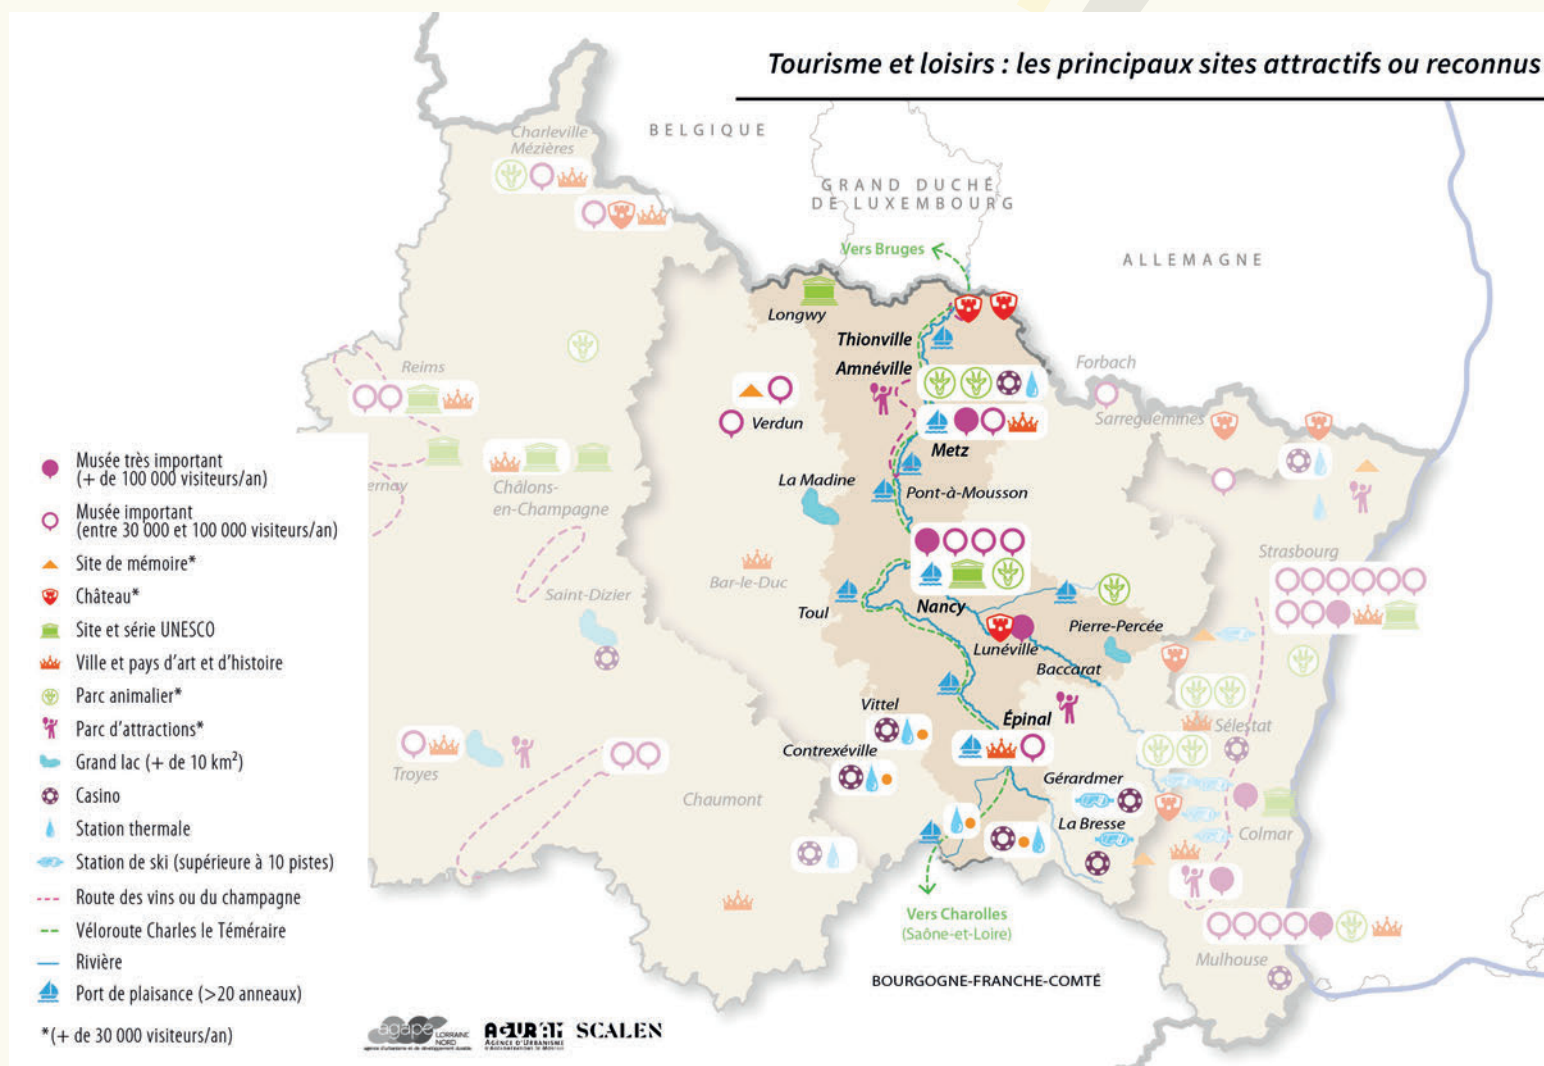 Tourisme et loisirs : les principaux sites attractifs ou reconnus
BELGIQUE
GRAND DUCHÉ
DE LUXEMBOURG
ALLEMAGNE
Vers Bruges
Charleville
Mézières
Longwy
Thionville
Amnéville
Forbach
Sarreguemines
Reims
Verdun
Metz
ernay
Châlons-
en-Champagne
La Madine
Pont-à-Mousson
Strasbourg
Bar-le-Duc
Saint-Dizier
Toul
Nancy
Pierre-Percée
Lunéville
Baccarat
Vittel
Épinal
Sélestat
Contrexéville
Troyes
Chaumont
Gérardmer
La Bresse
Colmar
Vers Charolles
(Saône-et-Loire)
Mulhouse
BOURGOGNE-FRANCHE-COMTÉ
Musée très important
(+ de 100 000 visiteurs/an)
Musée important
(entre 30 000 et 100 000 visiteurs/an)
Site de mémoire*
Château*
Site et série UNESCO
Ville et pays d'art et d'histoire
Parc animalier*
Parc d'attractions*
Grand lac (+ de 10 km²)
Casino
Station thermale
Station de ski (supérieure à 10 pistes)
Route des vins ou du champagne
Véloroute Charles le Téméraire
Rivière
Port de plaisance (>20 anneaux)
*(+ de 30 000 visiteurs/an)
agape LORRAINE
NORD
AGURAM
AGENCE D'URBANISME
SCALEN